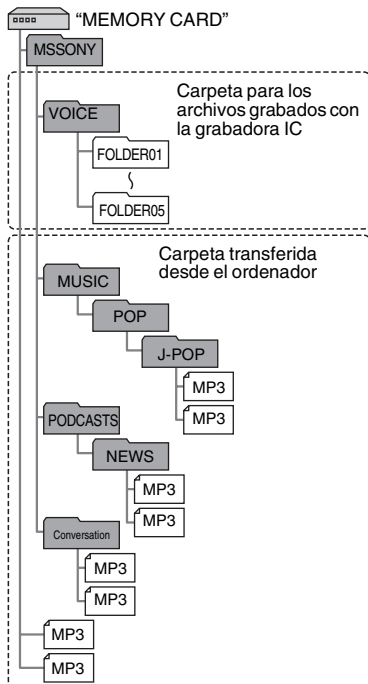 “MEMORY CARD”
MSSONY
Carpeta para los
archivos grabados con
la grabadora IC
VOICE
FOLDER01
FOLDER05
Carpeta transferida
desde el ordenador
MUSIC
POP
J-POP
MP3
MP3
PODCASTS
NEWS
MP3
MP3
Conversation
MP3
MP3
MP3
MP3